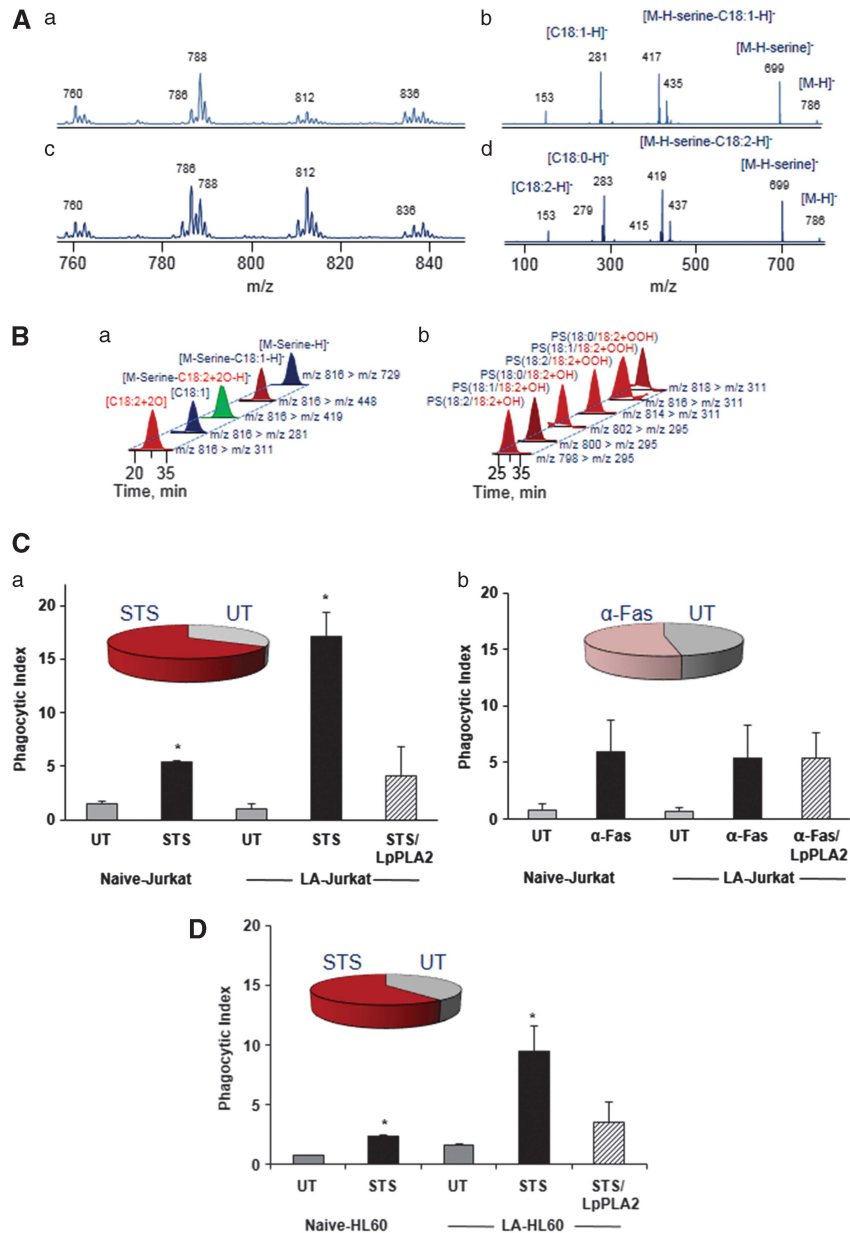 A
a
788
760
786
812
836
b
[M-H-serine-C18:1-H]-
[C18:1-H]-
281
417
[M-H-serine]-
435
699
[M-H]-
153
786
c
786
788
812
760
836
760
780
800
820
840
m/z
d
[M-H-serine-C18:2-H]-
[C18:0-H]-
[M-H-serine]-
[C18:2-H]-
283
419
699
[M-H]-
153
279
415
437
786
100
300
500
700
m/z
B
a
[M-Serine-H]-
[M-Serine-C18:1-H]-
[M-Serine-C18:2+2O-H]-
[C18:1]
[C18:2+2O]
m/z 816 > m/z 729
m/z 816 > m/z 448
m/z 816 > m/z 419
m/z 816 > m/z 281
m/z 816 > m/z 311
20
35
Time, min
b
PS(18:0/18:2+OOH)
PS(18:1/18:2+OOH)
PS(18:2/18:2+OOH)
PS(18:0/18:2+OH)
PS(18:1/18:2+OH)
PS(18:2/18:2+OH)
m/z 818 > m/z 311
m/z 816 > m/z 311
m/z 814 > m/z 311
m/z 802 > m/z 295
m/z 800 > m/z 295
m/z 798 > m/z 295
25
35
Time, min
C
a
Phagocytic Index
20
15
10
5
0
STS
UT
*
*
UT
STS
UT
STS
STS/
LpPLA2
Naive-Jurkat
LA-Jurkat
b
Phagocytic Index
20
15
10
5
0
α-Fas
UT
UT
α-Fas
UT
α-Fas
α-Fas/
LpPLA2
Naive-Jurkat
LA-Jurkat
D
Phagocytic Index
20
15
10
5
0
STS
UT
*
*
UT
STS
UT
STS
STS/
LpPLA2
Naive-HL60
LA-HL60